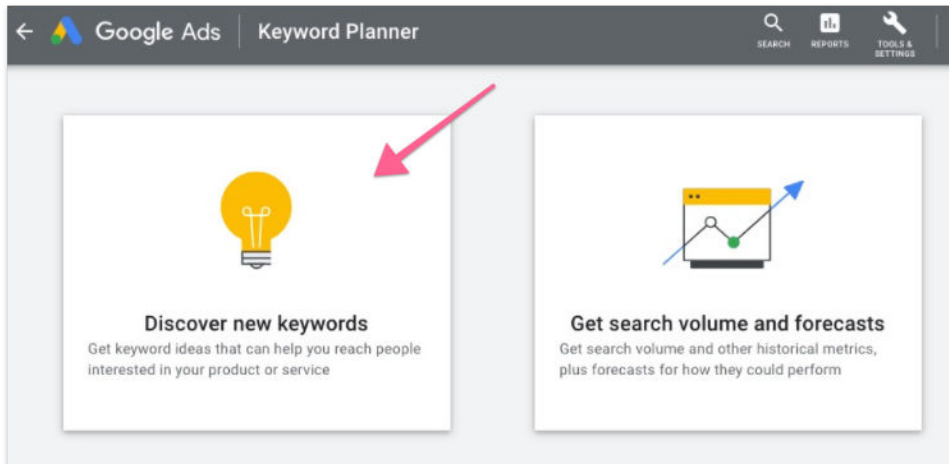 Google Ads
Keyword Planner
SEARCH
REPORTS
TOOLS &
SETTINGS
Discover new keywords
Get keyword ideas that can help you reach people
interested in your product or service
Get search volume and forecasts
Get search volume and other historical metrics,
plus forecasts for how they could perform